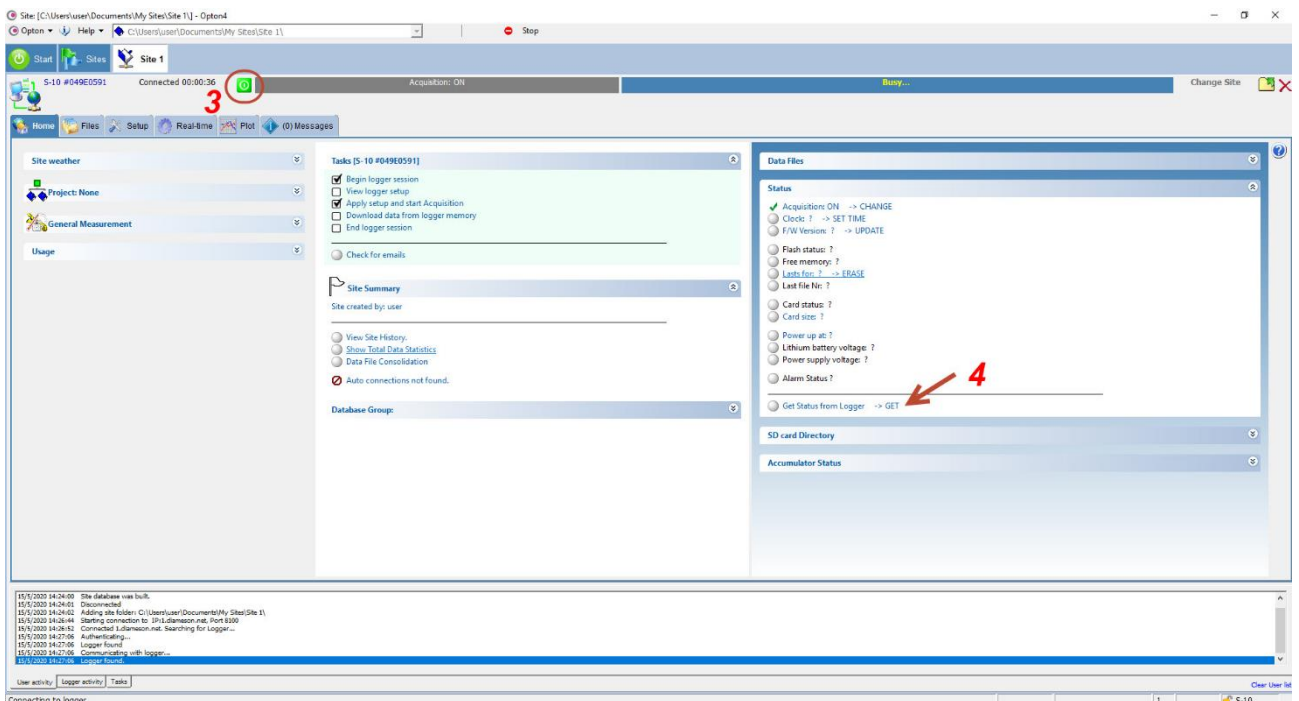 Site: [C:\Users\user\Documents\My Sites\Site 1\] - Opton4
Opton Help C:\Users\user\Documents\My Sites\Site 1\ Stop
Start Sites Site 1
S-10 #049E0591 Connected 00:00:36 Acquisition: ON Busy... Change Site
3
Home Files Setup Real-time Plot (0) Messages
Site weather
Project: None
General Measurement
Usage
Tasks [S-10 #049E0591]
Begin logger session
View logger setup
Apply setup and start Acquisition
Download data from logger memory
End logger session
Check for emails
Site Summary
Site created by: user
View Site History.
Show Total Data Statistics
Data File Consolidation
Auto connections not found.
Database Group:
Data Files
Status
Acquisition: ON -> CHANGE
Clock: ? -> SET TIME
F/W Version: ? -> UPDATE
Flash status: ?
Free memory: ?
Lasts for: ? -> ERASE
Last file Nr: ?
Card status: ?
Card size: ?
Power up at: ?
Lithium battery voltage: ?
Power supply voltage: ?
Alarm Status ?
4
Get Status from Logger -> GET
SD card Directory
Accumulator Status
15/5/2020 14:24:00 Site database was built.
15/5/2020 14:24:01 Disconnected
15/5/2020 14:24:02 Adding site folder: C:\Users\user\Documents\My Sites\Site 1\
15/5/2020 14:26:44 Starting connection to IP:1.diameson.net, Port 8100
15/5/2020 14:26:52 Connected 1.diameson.net. Searching for Logger...
15/5/2020 14:27:06 Authenticating...
15/5/2020 14:27:06 Logger found
15/5/2020 14:27:06 Communicating with logger...
15/5/2020 14:27:06 Logger found.
User activity Logger activity Tasks
Clear User list
Connecting to logger 1 S-10